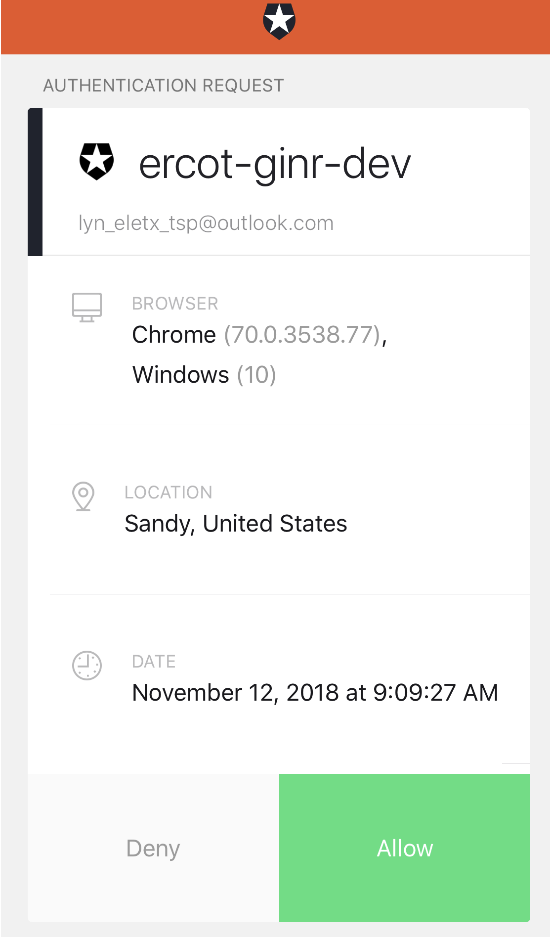 AUTHENTICATION REQUEST
ercot-ginr-dev
lyn_eletx_tsp@outlook.com
BROWSER
Chrome (70.0.3538.77),
Windows (10)
LOCATION
Sandy, United States
DATE
November 12, 2018 at 9:09:27 AM
Deny
Allow